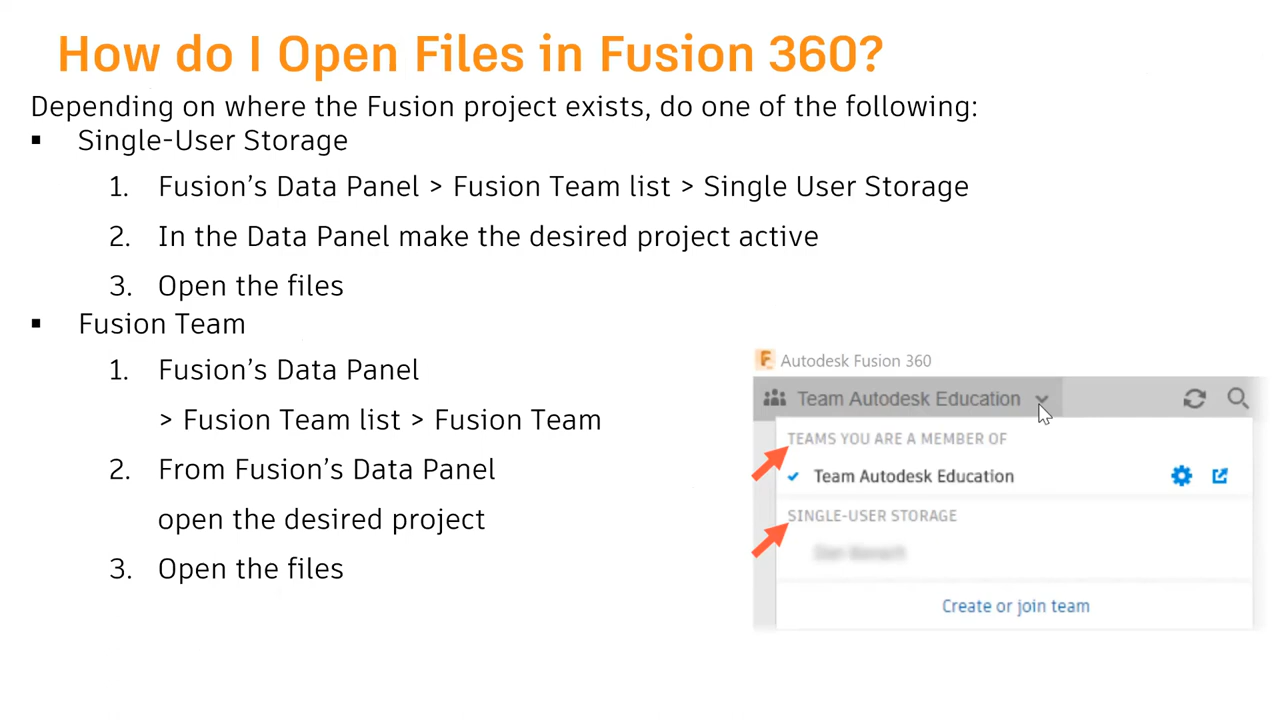 How do I Open Files in Fusion 360?
Depending on where the Fusion project exists, do one of the following:
▪ Single-User Storage
1. Fusion’s Data Panel > Fusion Team list > Single User Storage
2. In the Data Panel make the desired project active
3. Open the files
▪ Fusion Team
1. Fusion’s Data Panel
> Fusion Team list > Fusion Team
2. From Fusion’s Data Panel
open the desired project
3. Open the files
F Autodesk Fusion 360
Team Autodesk Education
TEAMS YOU ARE A MEMBER OF
Team Autodesk Education
SINGLE-USER STORAGE
Create or join team